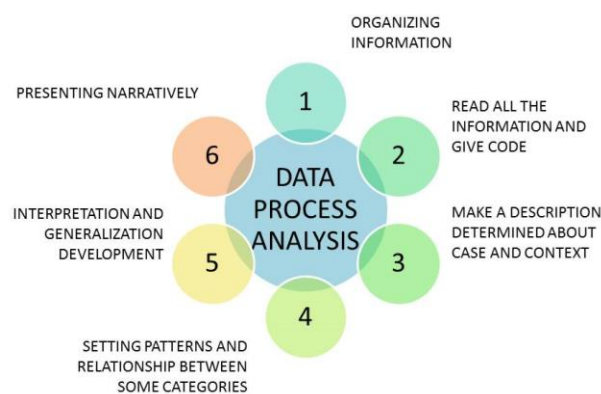 ORGANIZING
INFORMATION
1
READ ALL THE
INFORMATION AND
GIVE CODE
2
MAKE A DESCRIPTION
DETERMINED ABOUT
CASE AND CONTEXT
3
SETTING PATTERNS AND
RELATIONSHIP BETWEEN
SOME CATEGORIES
4
INTERPRETATION AND
GENERALIZATION
DEVELOPMENT
5
PRESENTING NARRATIVELY
6
DATA
PROCESS
ANALYSIS